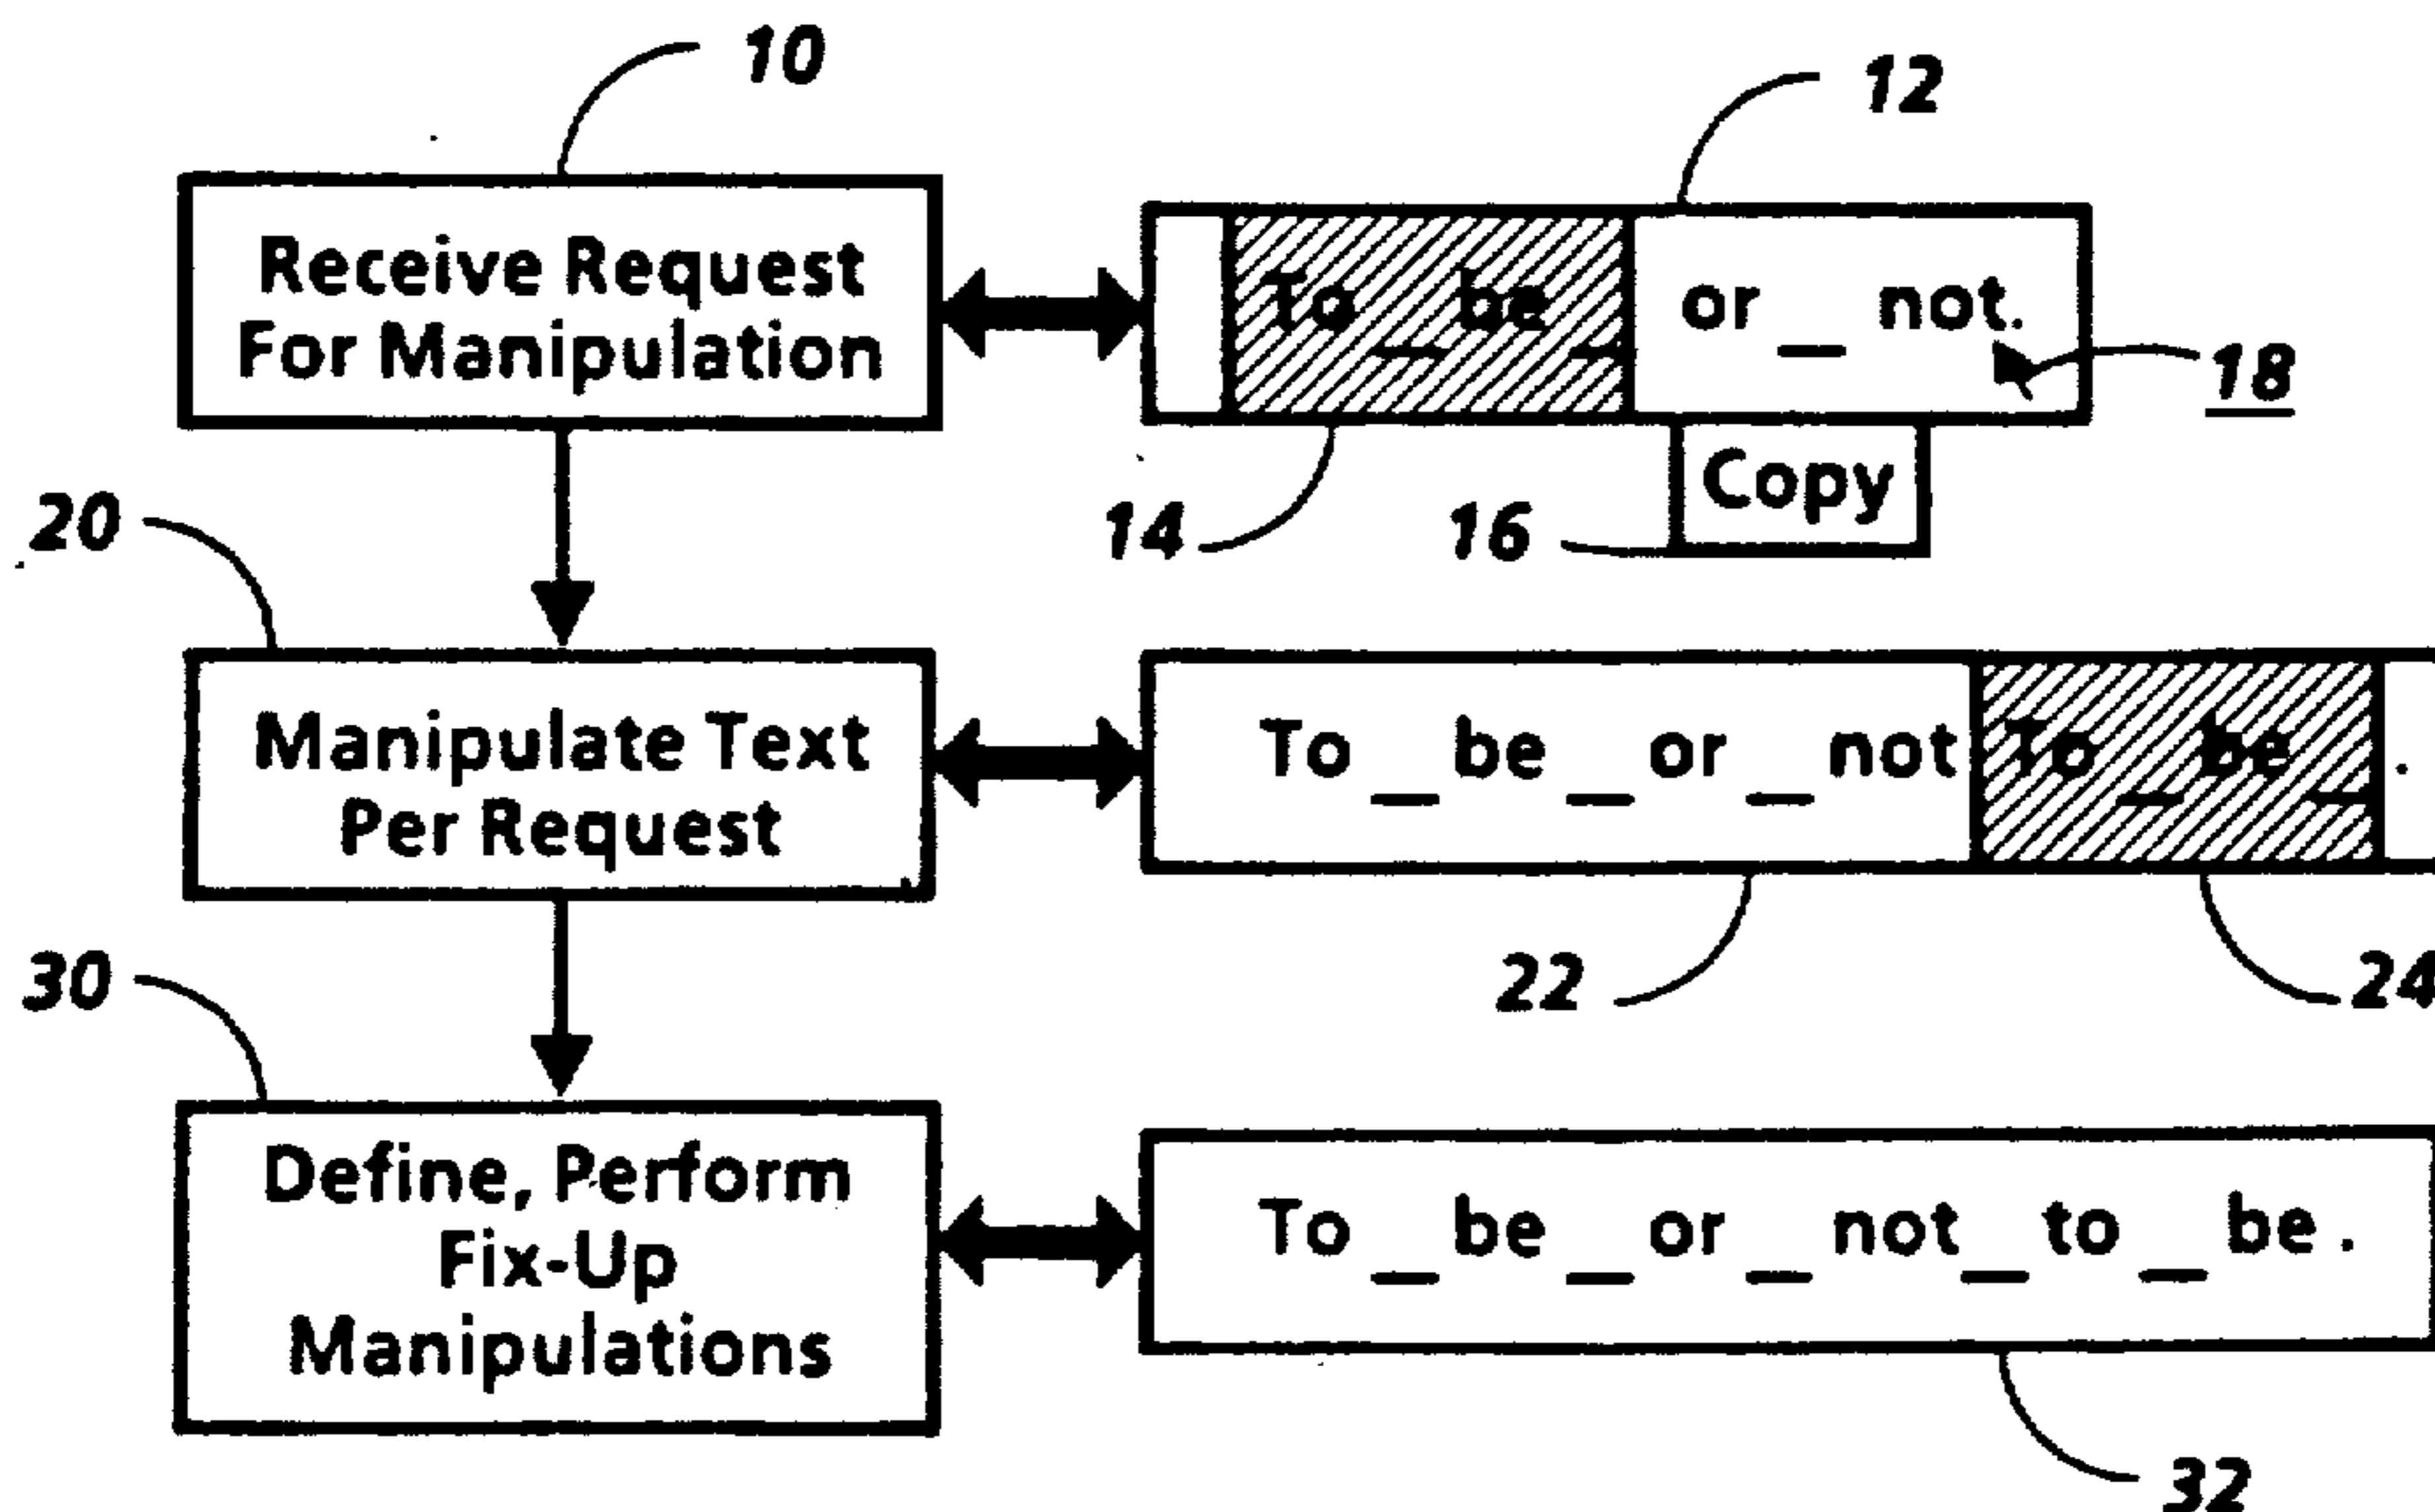 10
12
Receive Request
For Manipulation
To _ be _ or _ not.
18
Copy
14
16
20
Manipulate Text
Per Request
To _ be _ or _ not To _ be _ .
22
24
30
Define, Perform
Fix-Up
Manipulations
To _ be _ or _ not _ to _ be .
32